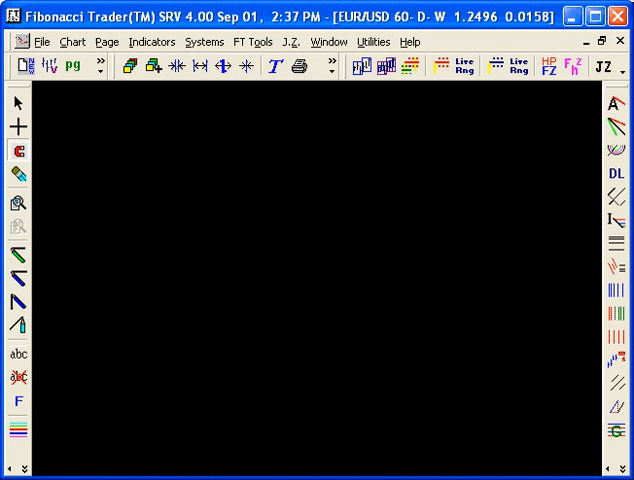 Fibonacci Trader(TM) SRV 4.00 Sep 01, 2:37 PM - [EUR/USD 60- D- W 1.2496 0.0158]
File Chart Page Indicators Systems FT Tools J.Z. Window Utilities Help
NEW V pg T Live Rng Live Rng HP FZ F Z h JZ
A
DL
I
abc
abc
F
G